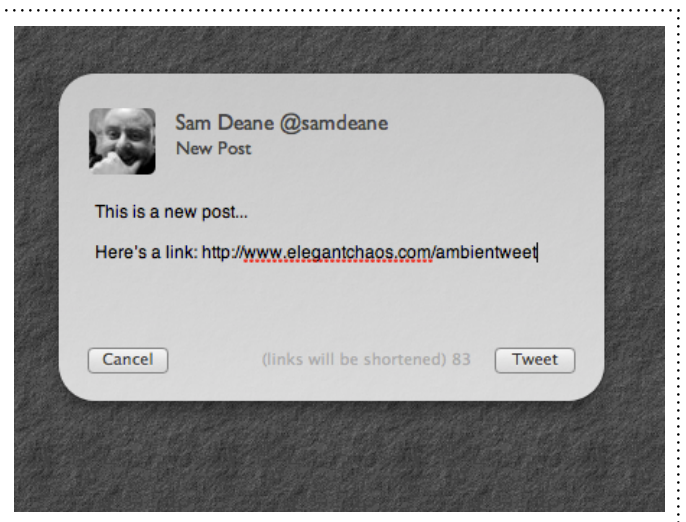 Sam Deane @samdeane
New Post
This is a new post...
Here's a link: http://www.elegantchaos.com/ambientweet
Cancel
(links will be shortened) 83
Tweet